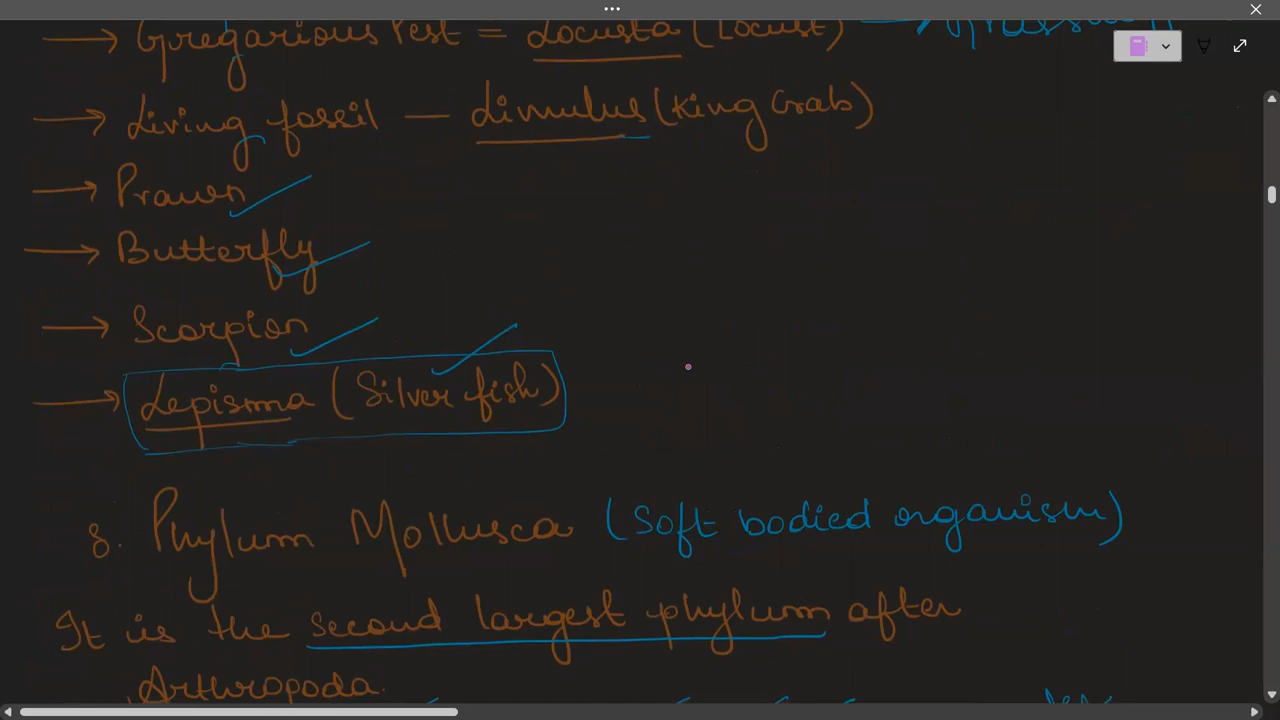 → Gregarious Pest = Locusta (Locust) →
→ Living fossil — Limulus (King Crab)
→ Prawn
→ Butterfly
→ Scorpion
→ Lepisma (Silver fish)
8. Phylum Mollusca (Soft bodied organism)
It is the second largest phylum after
Arthropoda.